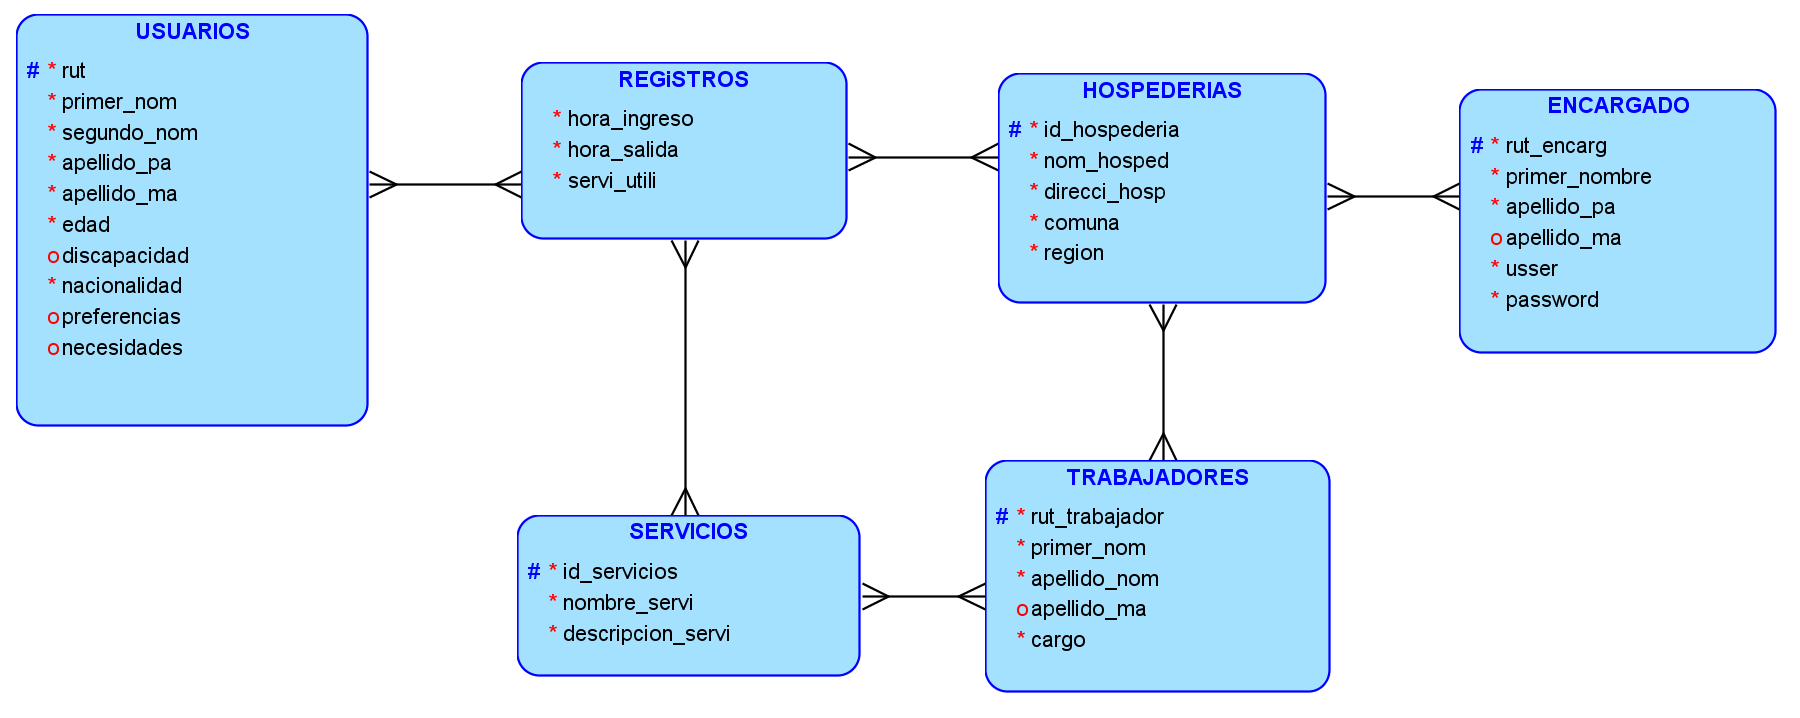 USUARIOS
# * rut
* primer_nom
* segundo_nom
* apellido_pa
* apellido_ma
* edad
o discapacidad
* nacionalidad
o preferencias
o necesidades
REGiSTROS
* hora_ingreso
* hora_salida
* servi_utili
HOSPEDERIAS
# * id_hospederia
* nom_hosped
* direcci_hosp
* comuna
* region
ENCARGADO
# * rut_encarg
* primer_nombre
* apellido_pa
o apellido_ma
* usser
* password
SERVICIOS
# * id_servicios
* nombre_servi
* descripcion_servi
TRABAJADORES
# * rut_trabajador
* primer_nom
* apellido_nom
o apellido_ma
* cargo